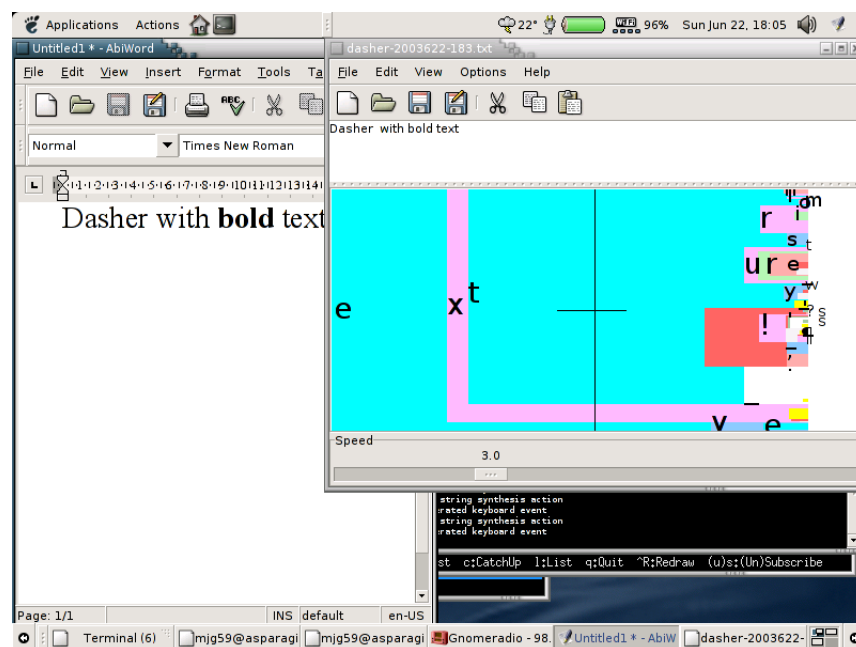 Applications Actions 22° 96% Sun Jun 22, 18:05
Untitled1 * - AbiWord
File Edit View Insert Format Tools Ta
Normal Times New Roman
Dasher with bold text
Page: 1/1 INS default en-US
dasher-2003622-183.txt
File Edit View Options Help
Dasher with bold text
e
x t
r i o m
s t
u r e
y w
! ? s
s
v e
Speed
3.0
string synthesis action
erated keyboard event
string synthesis action
erated keyboard event
st c:CatchUp l:List q:Quit ^R:Redraw (u)s:(Un)Subscribe
Terminal (6) mjg59@asparagi mjg59@asparagi Gnomeradio - 98. Untitled1 * - AbiW dasher-2003622-